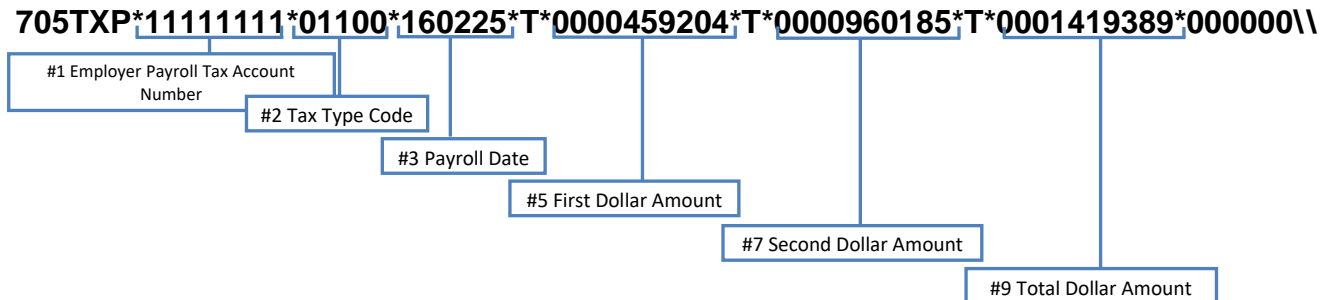 705TXP*11111111*01100*160225*T*0000459204*T*0000960185*T*0001419389*000000\\
#1 Employer Payroll Tax Account
Number
#2 Tax Type Code
#3 Payroll Date
#5 First Dollar Amount
#7 Second Dollar Amount
#9 Total Dollar Amount